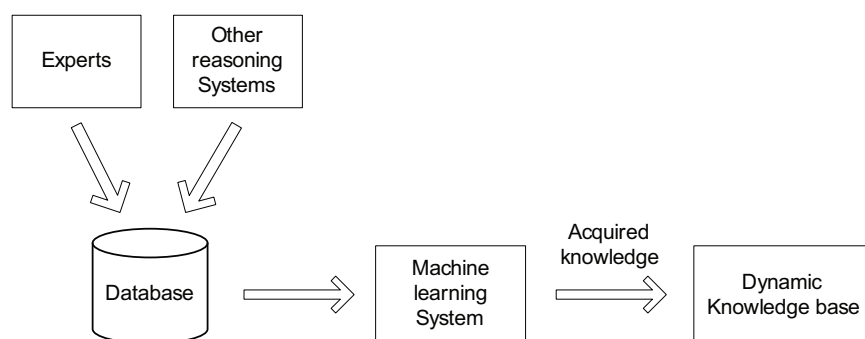 Experts
Other
reasoning
Systems
Database
Machine
learning
System
Acquired
knowledge
Dynamic
Knowledge base